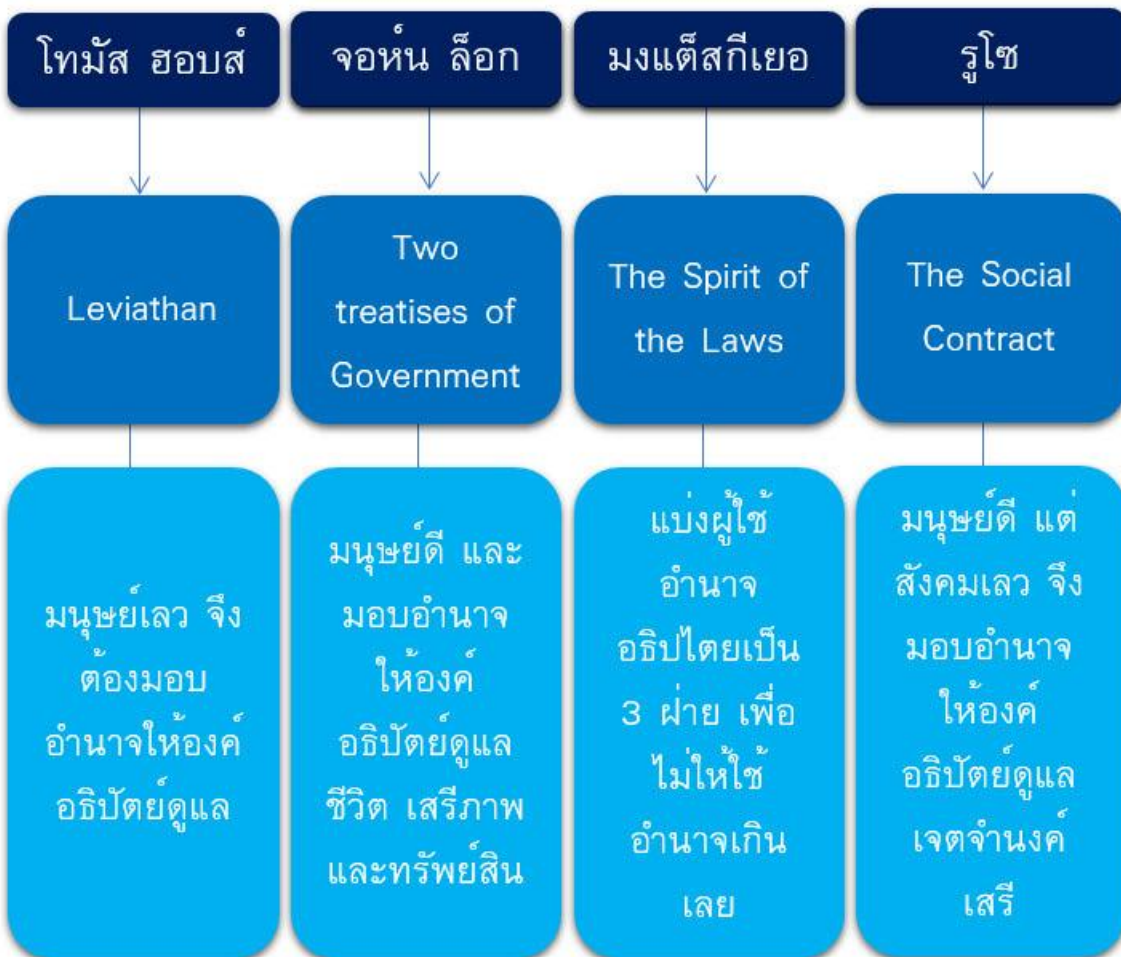 โทมัส ฮอบส์
จอห์น ล็อก
มงแต็สกีเยอ
รูโซ
Leviathan
Two
treatises of
Government
The Spirit of
the Laws
The Social
Contract
มนุษย์เลว จึง
ต้องมอบ
อำนาจให้องค์
อธิปัตย์ดูแล
มนุษย์ดี และ
มอบอำนาจ
ให้องค์
อธิปัตย์ดูแล
ชีวิต เสรีภาพ
และทรัพย์สิน
แบ่งผู้ใช้
อำนาจ
อธิปไตยเป็น
3 ฝ่าย เพื่อ
ไม่ให้ใช้
อำนาจเกิน
เลย
มนุษย์ดี แต่
สังคมเลว จึง
มอบอำนาจ
ให้องค์
อธิปัตย์ดูแล
เจตจำนงค์
เสรี